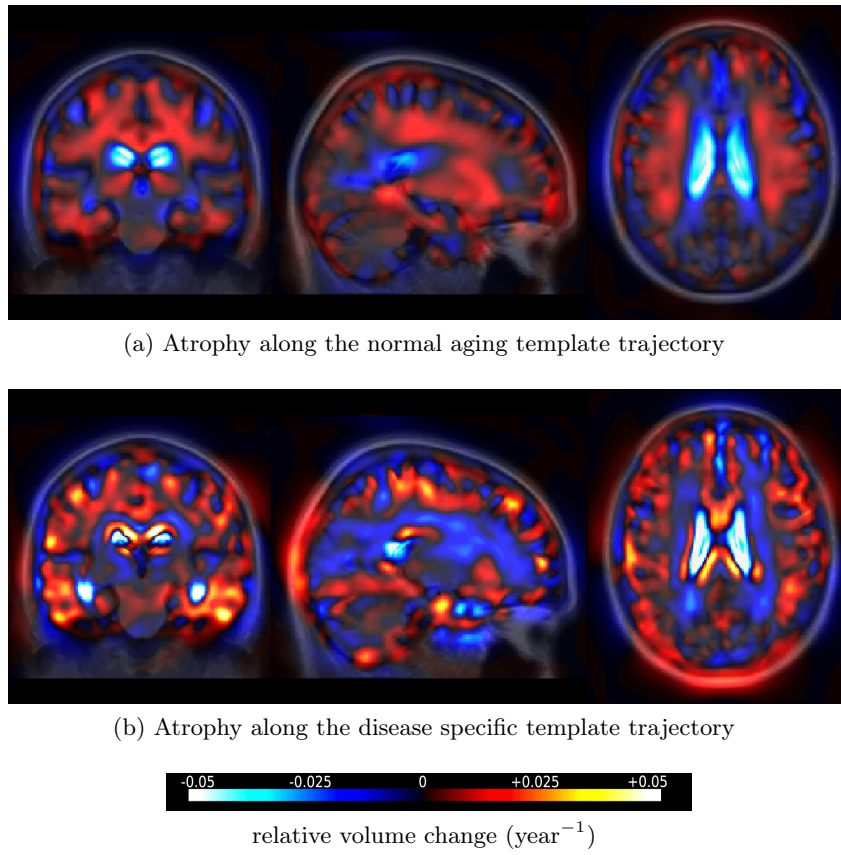 (a) Atrophy along the normal aging template trajectory
(b) Atrophy along the disease specific template trajectory
-0.05 -0.025 0 +0.025 +0.05
relative volume change (year⁻¹)